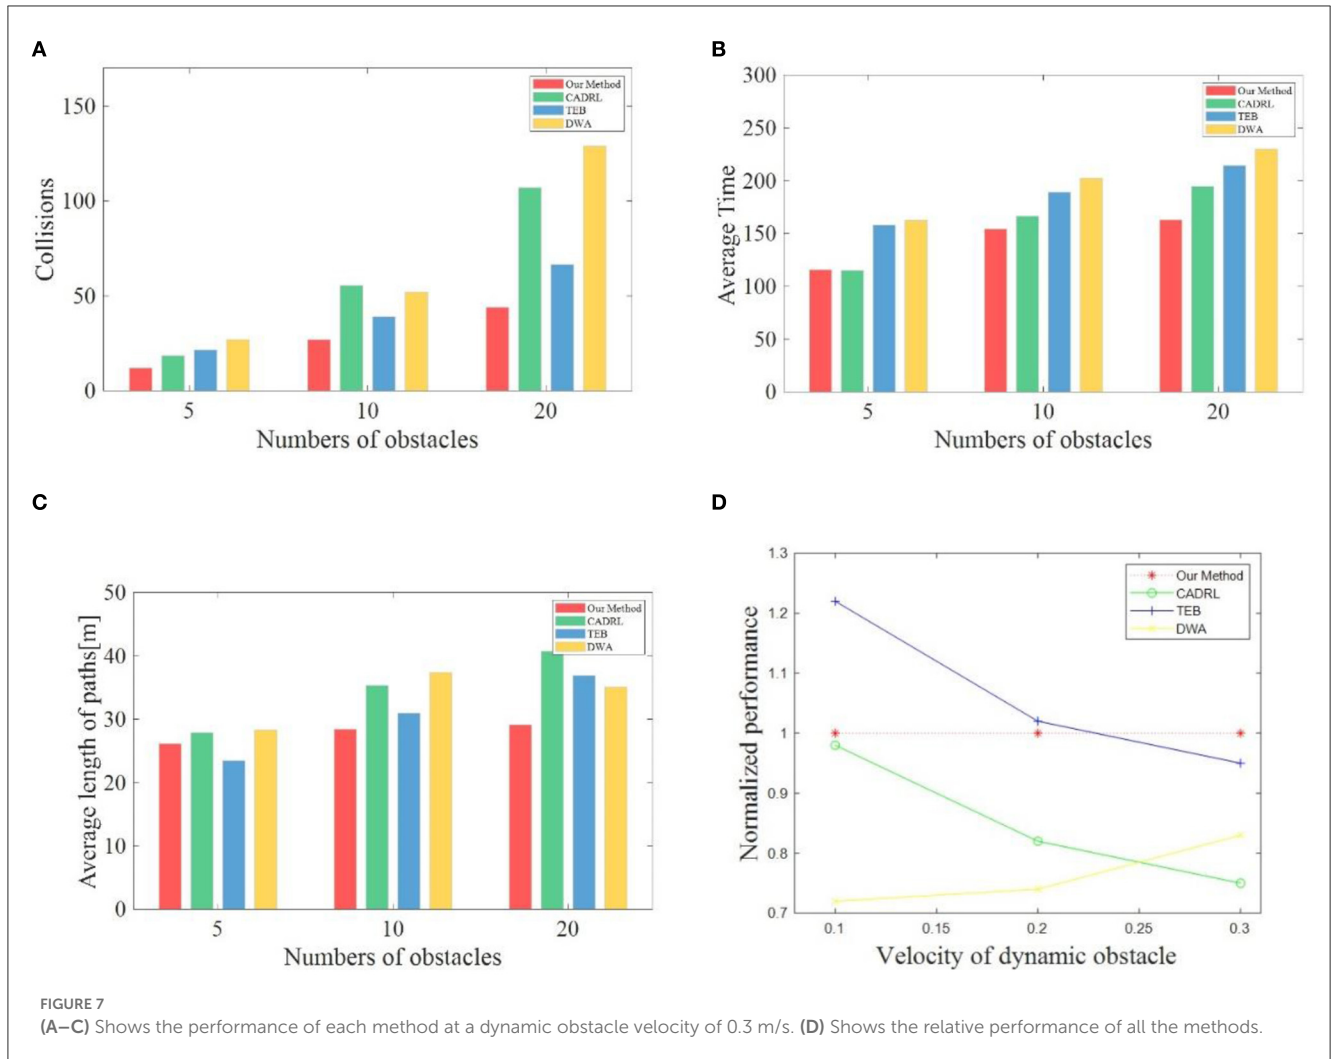 A
150
100
50
0
Collisions
5 10 20
Numbers of obstacles
Our Method
CADRL
TEB
DWA
B
300
250
200
150
100
50
0
Average Time
5 10 20
Numbers of obstacles
Our Method
CADRL
TEB
DWA
C
50
40
30
20
10
0
Average length of paths[m]
5 10 20
Numbers of obstacles
Our Method
CADRL
TEB
DWA
D
1.3
1.2
1.1
1
0.9
0.8
0.7
Normalized performance
0.1 0.15 0.2 0.25 0.3
Velocity of dynamic obstacle
Our Method
CADRL
TEB
DWA
FIGURE 7
(A–C) Shows the performance of each method at a dynamic obstacle velocity of 0.3 m/s. (D) Shows the relative performance of all the methods.